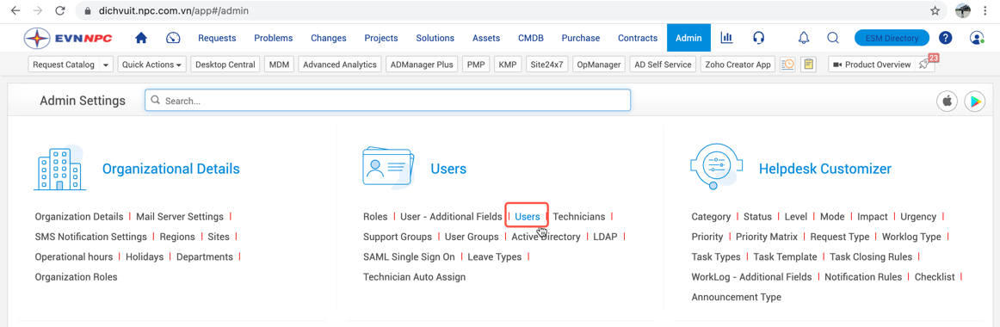 dichvuit.npc.com.vn/app#/admin
EVNNPC Requests Problems Changes Projects Solutions Assets CMDB Purchase Contracts Admin ESM Directory ?
Request Catalog Quick Actions Desktop Central MDM Advanced Analytics ADManager Plus PMP KMP Site24x7 OpManager AD Self Service Zoho Creator App Product Overview 23
Admin Settings Search...
Organizational Details
Organization Details | Mail Server Settings |
SMS Notification Settings | Regions | Sites |
Operational hours | Holidays | Departments |
Organization Roles
Users
Roles | User - Additional Fields | Users | Technicians |
Support Groups | User Groups | Active Directory | LDAP |
SAML Single Sign On | Leave Types |
Technician Auto Assign
Helpdesk Customizer
Category | Status | Level | Mode | Impact | Urgency |
Priority | Priority Matrix | Request Type | Worklog Type |
Task Types | Task Template | Task Closing Rules |
WorkLog - Additional Fields | Notification Rules | Checklist |
Announcement Type